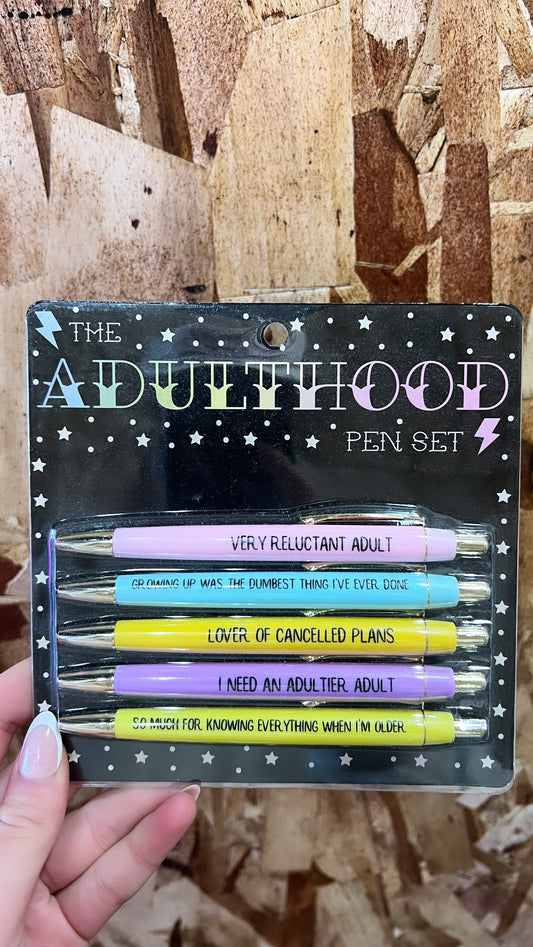 THE
ADULTHOOD
PEN SET
VERY RELUCTANT ADULT
GROWING UP WAS THE DUMBEST THING I'VE EVER DONE
LOVER OF CANCELLED PLANS
I NEED AN ADULTIER ADULT
SO MUCH FOR KNOWING EVERYTHING WHEN I'M OLDER